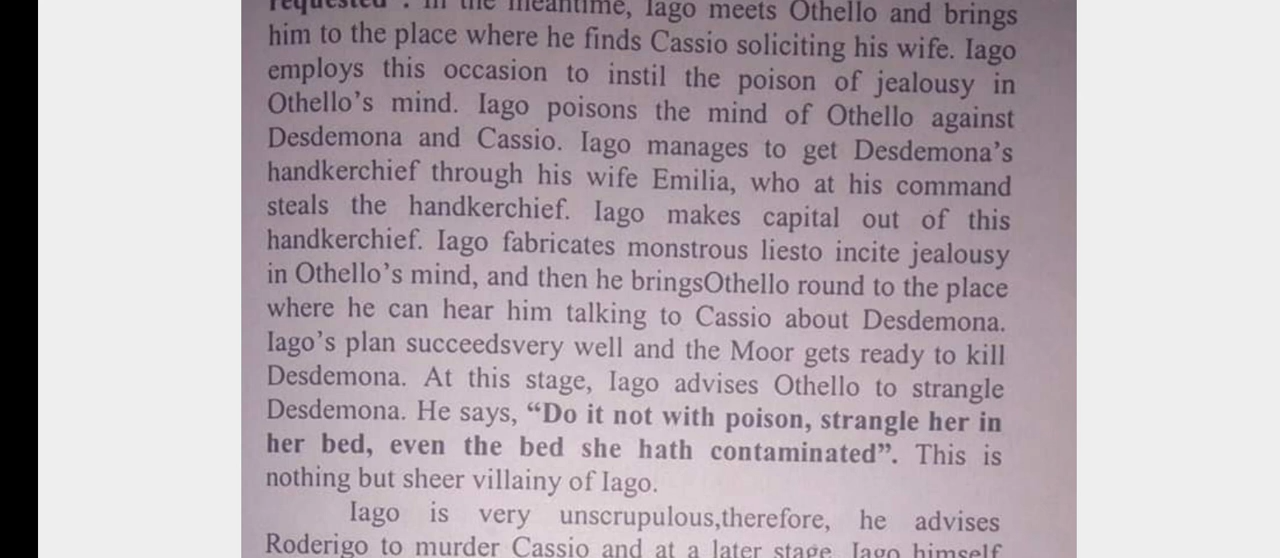 requested". In the meantime, Iago meets Othello and brings
him to the place where he finds Cassio soliciting his wife. Iago
employs this occasion to instil the poison of jealousy in
Othello's mind. Iago poisons the mind of Othello against
Desdemona and Cassio. Iago manages to get Desdemona's
handkerchief through his wife Emilia, who at his command
steals the handkerchief. Iago makes capital out of this
handkerchief. Iago fabricates monstrous liesto incite jealousy
in Othello's mind, and then he bringsOthello round to the place
where he can hear him talking to Cassio about Desdemona.
Iago's plan succeedsvery well and the Moor gets ready to kill
Desdemona. At this stage, Iago advises Othello to strangle
Desdemona. He says, “Do it not with poison, strangle her in
her bed, even the bed she hath contaminated”. This is
nothing but sheer villainy of Iago.
Iago is very unscrupulous,therefore, he advises
Roderigo to murder Cassio and at a later stage, Iago himself